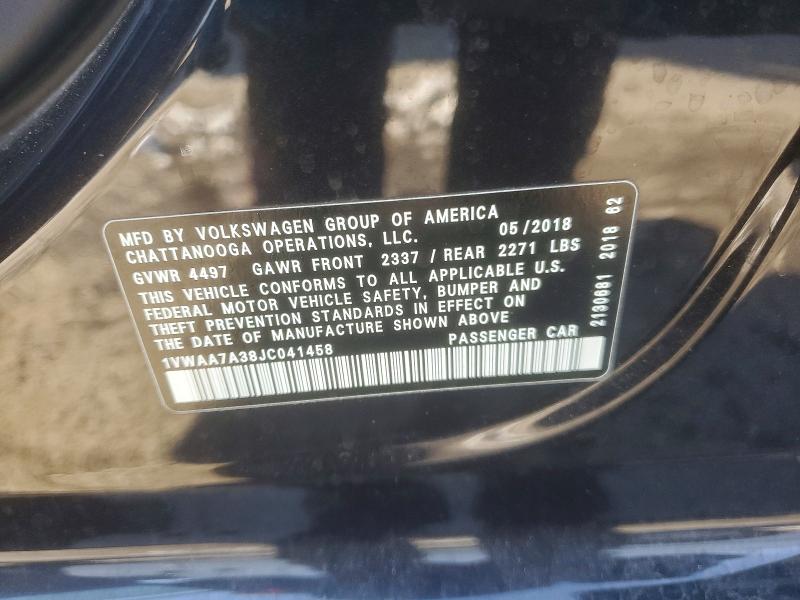 MFD BY VOLKSWAGEN GROUP OF AMERICA
CHATTANOOGA OPERATIONS, LLC. 05/2018
GVWR 4497 GAWR FRONT 2337 / REAR 2271 LBS
THIS VEHICLE CONFORMS TO ALL APPLICABLE U.S.
FEDERAL MOTOR VEHICLE SAFETY, BUMPER AND
THEFT PREVENTION STANDARDS IN EFFECT ON
THE DATE OF MANUFACTURE SHOWN ABOVE
1VWAA7A38JC041458 PASSENGER CAR
2130681 2018 62